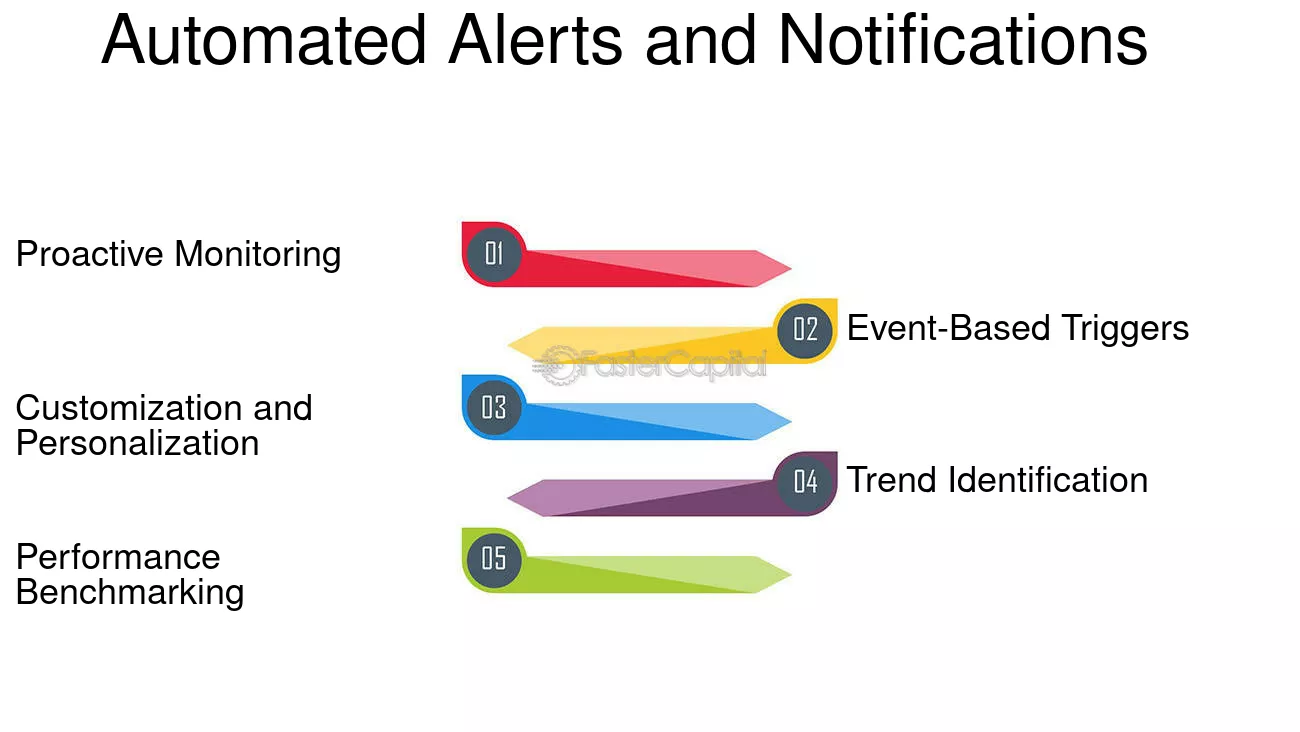 Automated Alerts and Notifications
Proactive Monitoring
01
02
Event-Based Triggers
FasterCapital
Customization and
Personalization
03
04
Trend Identification
Performance
Benchmarking
05